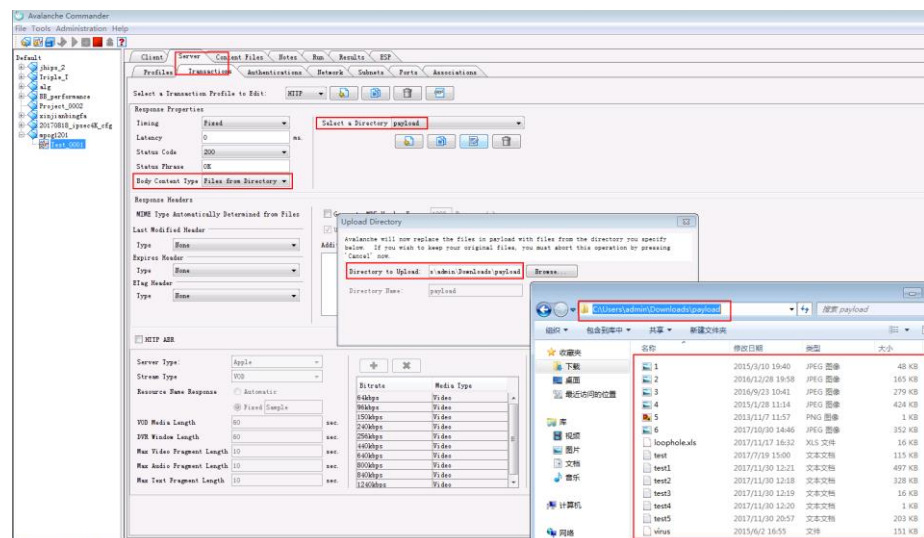 Avalanche Commander
File Tools Administration Help
Default
jhipz_2
Triple_I
alg
BH_performance
Project_0002
xinjianbingfa
20170818_ipsec4K_cfg
Test_0001
Client Server Content Files Notes Run Results ESP
Profiles Transactions Authentications Network Subnets Ports Associations
Select a Transaction Profile to Edit: HTTP
Response Properties
Timing Fixed
Select a Directory payload
Latency 0 ms.
Status Code 200
Status Phrase OK
Body Content Type Files from Directory
Response Headers
MIME Type Automatically Determined from Files
Last Modified Header
Type None
Expires Header
Type None
ETag Header
Type None
Upload Directory
Avalanche will now replace the files in payload with files from the directory you specify
below. If you wish to keep your original files, you must abort this operation by pressing
'Cancel' now.
Directory to Upload: s\admin\Downloads\payload Browse...
Directory Name: payload
HTTP ABR
Server Type: Apple
Stream Type VOD
Resource Name Response Automatic
Fixed Sample
VOD Media Length 60 sec.
DVR Window Length 60 sec.
Max Video Fragment Length 10 sec.
Max Audio Fragment Length 10 sec.
Max Text Fragment Length 10 sec.
Bitrate Media Type
64kbps Video
96kbps Video
150kbps Video
240kbps Video
256kbps Video
440kbps Video
640kbps Video
800kbps Video
840kbps Video
1240kbps Video
C:\Users\admin\Downloads\payload
搜索 payload
组织 包含到库中 共享 新建文件夹
收藏夹
下载
桌面
最近访问的位置
库
视频
图片
文档
音乐
计算机
网络
名称 修改日期 类型 大小
1 2015/3/10 19:40 JPEG 图像 48 KB
2 2016/12/28 19:58 JPEG 图像 165 KB
3 2016/9/23 10:41 JPEG 图像 279 KB
4 2015/1/28 11:14 JPEG 图像 424 KB
5 2013/11/7 11:57 PNG 图像 1 KB
6 2017/10/30 14:46 JPEG 图像 352 KB
loophole.xls 2017/11/17 16:32 XLS 文件 16 KB
test 2017/7/19 15:00 文本文档 115 KB
test1 2017/11/30 12:21 文本文档 497 KB
test2 2017/11/30 12:18 文本文档 328 KB
test3 2017/11/30 12:19 文本文档 16 KB
test4 2017/11/30 12:20 文本文档 1 KB
test5 2017/11/30 20:57 文本文档 203 KB
virus 2015/6/2 16:55 文件 151 KB